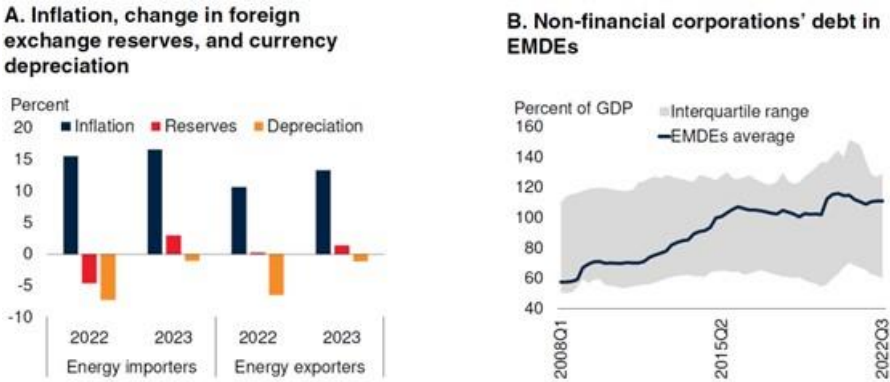 A. Inflation, change in foreign
exchange reserves, and currency
depreciation
Percent
Inflation Reserves Depreciation
20
15
10
5
0
-5
-10
2022 2023 2022 2023
Energy importers Energy exporters
B. Non-financial corporations’ debt in
EMDEs
Percent of GDP
Interquartile range
EMDEs average
160
140
120
100
80
60
40
2008Q1
2015Q2
2022Q3